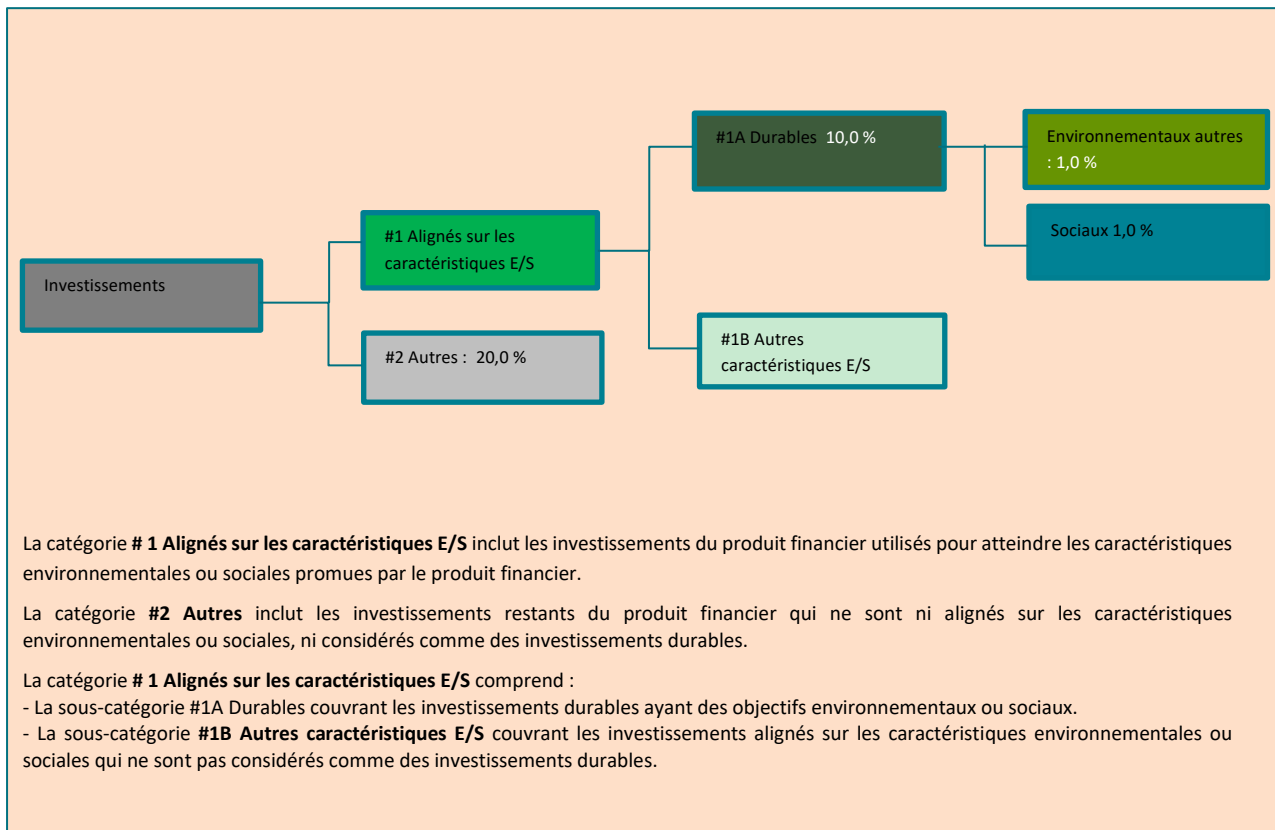 #1A Durables 10,0 %
Environnementaux autres
: 1,0 %
Sociaux 1,0 %
#1 Alignés sur les
caractéristiques E/S
Investissements
#2 Autres : 20,0 %
#1B Autres
caractéristiques E/S
La catégorie # 1 Alignés sur les caractéristiques E/S inclut les investissements du produit financier utilisés pour atteindre les caractéristiques
environnementales ou sociales promues par le produit financier.
La catégorie #2 Autres inclut les investissements restants du produit financier qui ne sont ni alignés sur les caractéristiques
environnementales ou sociales, ni considérés comme des investissements durables.
La catégorie # 1 Alignés sur les caractéristiques E/S comprend :
- La sous-catégorie #1A Durables couvrant les investissements durables ayant des objectifs environnementaux ou sociaux.
- La sous-catégorie #1B Autres caractéristiques E/S couvrant les investissements alignés sur les caractéristiques environnementales ou
sociales qui ne sont pas considérés comme des investissements durables.